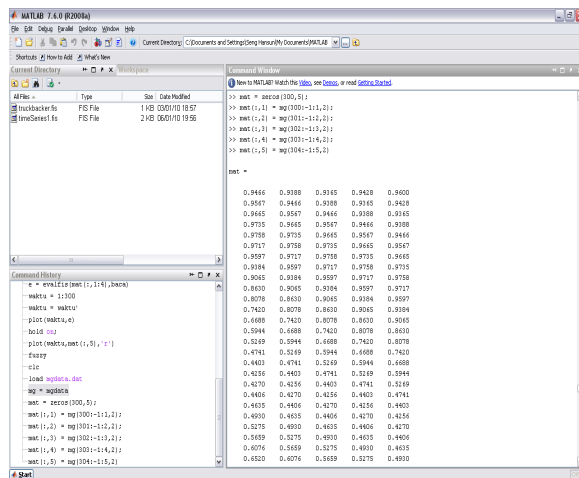 MATLAB 7.6.0 (R2008a)
File Edit Debug Parallel Desktop Window Help
Current Directory: C:\Documents and Settings\Seng Hansun\My Documents\MATLAB
Shortcuts How to Add What's New
Current Directory Workspace
All Files Type Size Date Modified
truckbacker.fis FIS File 1 KB 03/01/10 18:57
timeSeries1.fis FIS File 2 KB 06/01/10 19:56
Command History
e = evalfis(mat(:,1:4),baca)
waktu = 1:300
waktu = waktu'
plot(waktu,e)
hold on;
plot(waktu,mat(:,5),'r')
fuzzy
clc
load mgdata.dat
mg = mgdata
mat = zeros(300,5);
mat(:,1) = mg(300:-1:1,2);
mat(:,2) = mg(301:-1:2,2);
mat(:,3) = mg(302:-1:3,2);
mat(:,4) = mg(303:-1:4,2);
mat(:,5) = mg(304:-1:5,2)
Start
Command Window
New to MATLAB? Watch this Video, see Demos, or read Getting Started.
>> mat = zeros(300,5);
>> mat(:,1) = mg(300:-1:1,2);
>> mat(:,2) = mg(301:-1:2,2);
>> mat(:,3) = mg(302:-1:3,2);
>> mat(:,4) = mg(303:-1:4,2);
>> mat(:,5) = mg(304:-1:5,2)
mat =
0.9466 0.9388 0.9365 0.9428 0.9600
0.9567 0.9466 0.9388 0.9365 0.9428
0.9665 0.9567 0.9466 0.9388 0.9365
0.9735 0.9665 0.9567 0.9466 0.9388
0.9758 0.9735 0.9665 0.9567 0.9466
0.9717 0.9758 0.9735 0.9665 0.9567
0.9597 0.9717 0.9758 0.9735 0.9665
0.9384 0.9597 0.9717 0.9758 0.9735
0.9065 0.9384 0.9597 0.9717 0.9758
0.8630 0.9065 0.9384 0.9597 0.9717
0.8078 0.8630 0.9065 0.9384 0.9597
0.7420 0.8078 0.8630 0.9065 0.9384
0.6688 0.7420 0.8078 0.8630 0.9065
0.5944 0.6688 0.7420 0.8078 0.8630
0.5269 0.5944 0.6688 0.7420 0.8078
0.4741 0.5269 0.5944 0.6688 0.7420
0.4403 0.4741 0.5269 0.5944 0.6688
0.4256 0.4403 0.4741 0.5269 0.5944
0.4270 0.4256 0.4403 0.4741 0.5269
0.4406 0.4270 0.4256 0.4403 0.4741
0.4635 0.4406 0.4270 0.4256 0.4403
0.4930 0.4635 0.4406 0.4270 0.4256
0.5275 0.4930 0.4635 0.4406 0.4270
0.5659 0.5275 0.4930 0.4635 0.4406
0.6076 0.5659 0.5275 0.4930 0.4635
0.6520 0.6076 0.5659 0.5275 0.4930